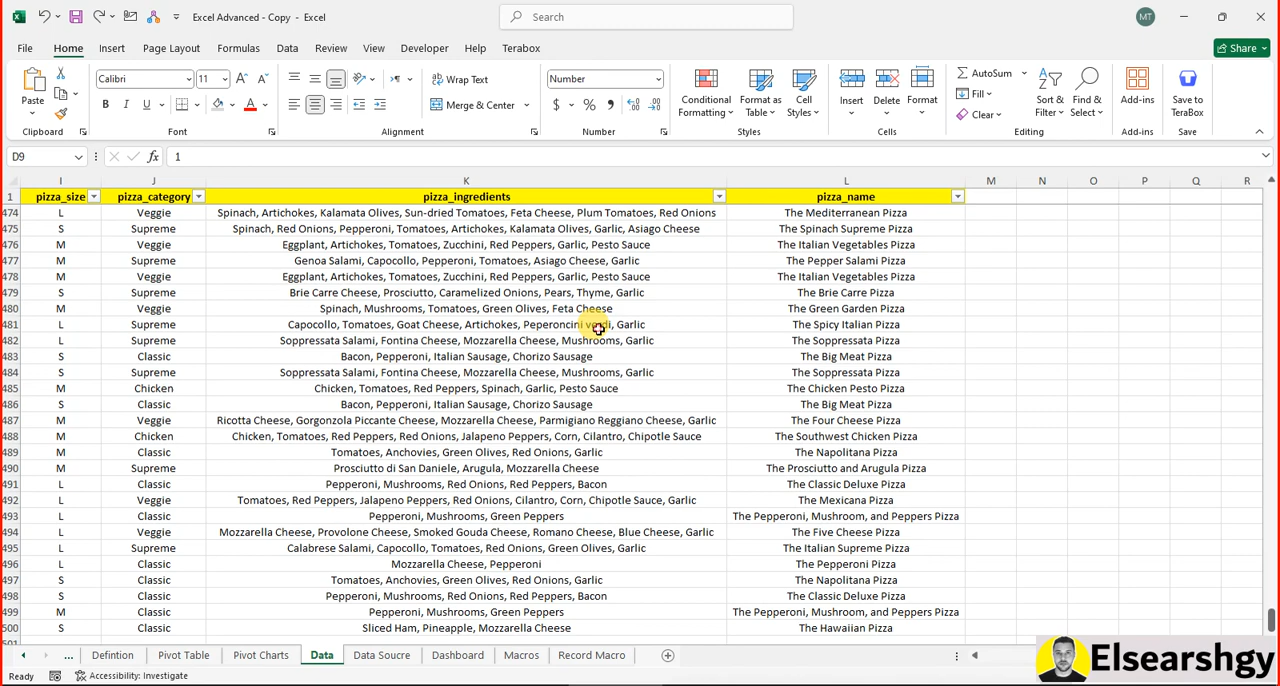 Excel Advanced - Copy - Excel
Search
MT
File Home Insert Page Layout Formulas Data Review View Developer Help Terabox
Share
Paste
Calibri 11
B I U
Wrap Text
Merge & Center
Number
$ % ,
Conditional Formatting
Format as Table
Cell Styles
Insert
Delete
Format
AutoSum
Fill
Clear
Sort & Filter
Find & Select
Add-ins
Save to TeraBox
Clipboard Font Alignment Number Styles Cells Editing Add-ins Save
D9 fx 1
I J K L M N O P Q R
1 pizza_size pizza_category pizza_ingredients pizza_name
474 L Veggie Spinach, Artichokes, Kalamata Olives, Sun-dried Tomatoes, Feta Cheese, Plum Tomatoes, Red Onions The Mediterranean Pizza
475 S Supreme Spinach, Red Onions, Pepperoni, Tomatoes, Artichokes, Kalamata Olives, Garlic, Asiago Cheese The Spinach Supreme Pizza
476 M Veggie Eggplant, Artichokes, Tomatoes, Zucchini, Red Peppers, Garlic, Pesto Sauce The Italian Vegetables Pizza
477 M Supreme Genoa Salami, Capocollo, Pepperoni, Tomatoes, Asiago Cheese, Garlic The Pepper Salami Pizza
478 M Veggie Eggplant, Artichokes, Tomatoes, Zucchini, Red Peppers, Garlic, Pesto Sauce The Italian Vegetables Pizza
479 S Supreme Brie Carre Cheese, Prosciutto, Caramelized Onions, Pears, Thyme, Garlic The Brie Carre Pizza
480 M Veggie Spinach, Mushrooms, Tomatoes, Green Olives, Feta Cheese The Green Garden Pizza
481 L Supreme Capocollo, Tomatoes, Goat Cheese, Artichokes, Peperoncini verdi, Garlic The Spicy Italian Pizza
482 L Supreme Soppressata Salami, Fontina Cheese, Mozzarella Cheese, Mushrooms, Garlic The Soppressata Pizza
483 S Classic Bacon, Pepperoni, Italian Sausage, Chorizo Sausage The Big Meat Pizza
484 S Supreme Soppressata Salami, Fontina Cheese, Mozzarella Cheese, Mushrooms, Garlic The Soppressata Pizza
485 M Chicken Chicken, Tomatoes, Red Peppers, Spinach, Garlic, Pesto Sauce The Chicken Pesto Pizza
486 S Classic Bacon, Pepperoni, Italian Sausage, Chorizo Sausage The Big Meat Pizza
487 M Veggie Ricotta Cheese, Gorgonzola Piccante Cheese, Mozzarella Cheese, Parmigiano Reggiano Cheese, Garlic The Four Cheese Pizza
488 M Chicken Chicken, Tomatoes, Red Peppers, Red Onions, Jalapeno Peppers, Corn, Cilantro, Chipotle Sauce The Southwest Chicken Pizza
489 M Classic Tomatoes, Anchovies, Green Olives, Red Onions, Garlic The Napolitana Pizza
490 M Supreme Prosciutto di San Daniele, Arugula, Mozzarella Cheese The Prosciutto and Arugula Pizza
491 L Classic Pepperoni, Mushrooms, Red Onions, Red Peppers, Bacon The Classic Deluxe Pizza
492 L Veggie Tomatoes, Red Peppers, Jalapeno Peppers, Red Onions, Cilantro, Corn, Chipotle Sauce, Garlic The Mexicana Pizza
493 L Classic Pepperoni, Mushrooms, Green Peppers The Pepperoni, Mushroom, and Peppers Pizza
494 L Veggie Mozzarella Cheese, Provolone Cheese, Smoked Gouda Cheese, Romano Cheese, Blue Cheese, Garlic The Five Cheese Pizza
495 L Supreme Calabrese Salami, Capocollo, Tomatoes, Red Onions, Green Olives, Garlic The Italian Supreme Pizza
496 L Classic Mozzarella Cheese, Pepperoni The Pepperoni Pizza
497 S Classic Tomatoes, Anchovies, Green Olives, Red Onions, Garlic The Napolitana Pizza
498 S Classic Pepperoni, Mushrooms, Red Onions, Red Peppers, Bacon The Classic Deluxe Pizza
499 M Classic Pepperoni, Mushrooms, Green Peppers The Pepperoni, Mushroom, and Peppers Pizza
500 S Classic Sliced Ham, Pineapple, Mozzarella Cheese The Hawaiian Pizza
501
... Defintion Pivot Table Pivot Charts Data Data Soucre Dashboard Macros Record Macro
Ready Accessibility: Investigate
Elsearshgy